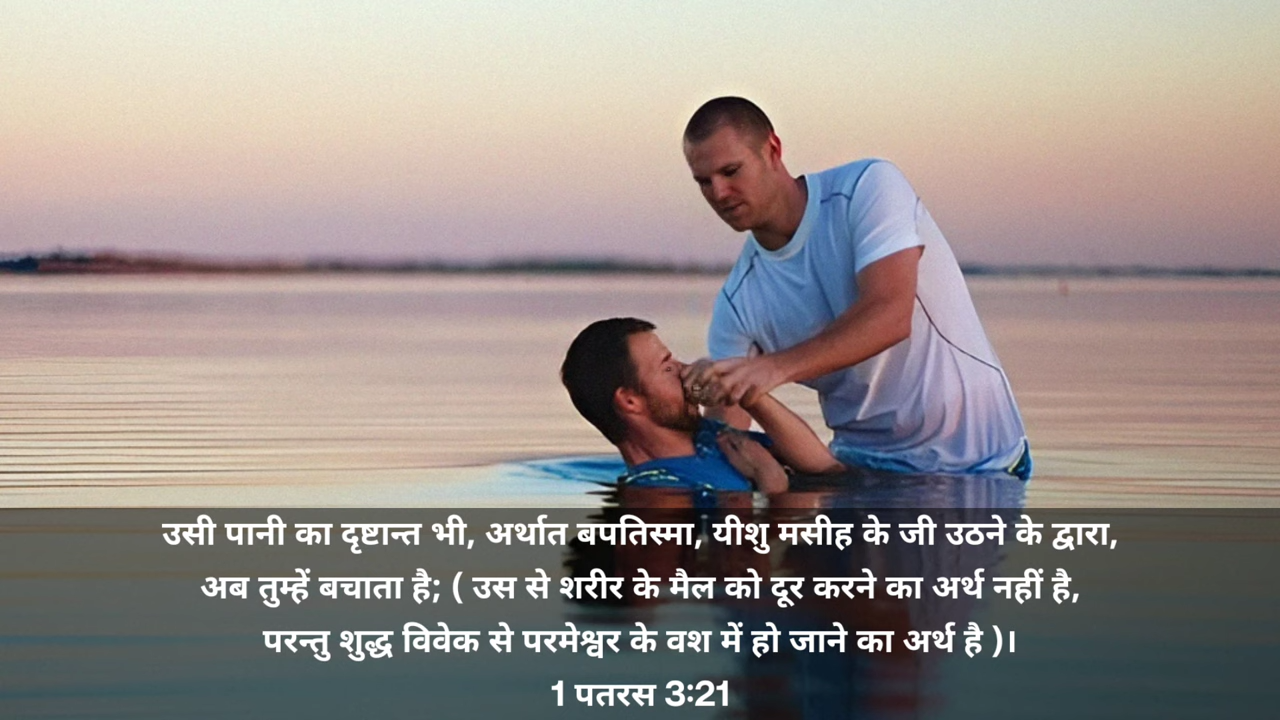 उसी पानी का दृष्टान्त भी, अर्थात बपतिस्मा, यीशु मसीह के जी उठने के द्वारा,
अब तुम्हें बचाता है; ( उस से शरीर के मैल को दूर करने का अर्थ नहीं है,
परन्तु शुद्ध विवेक से परमेश्वर के वश में हो जाने का अर्थ है )।
1 पतरस 3:21